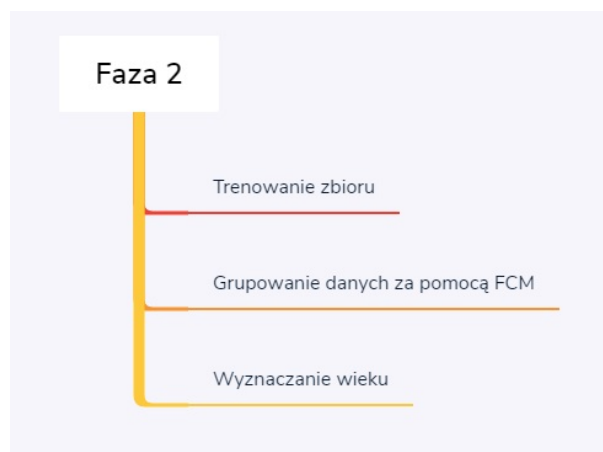 Faza 2
Trenowanie zbioru
Grupowanie danych za pomocą FCM
Wyznaczanie wieku